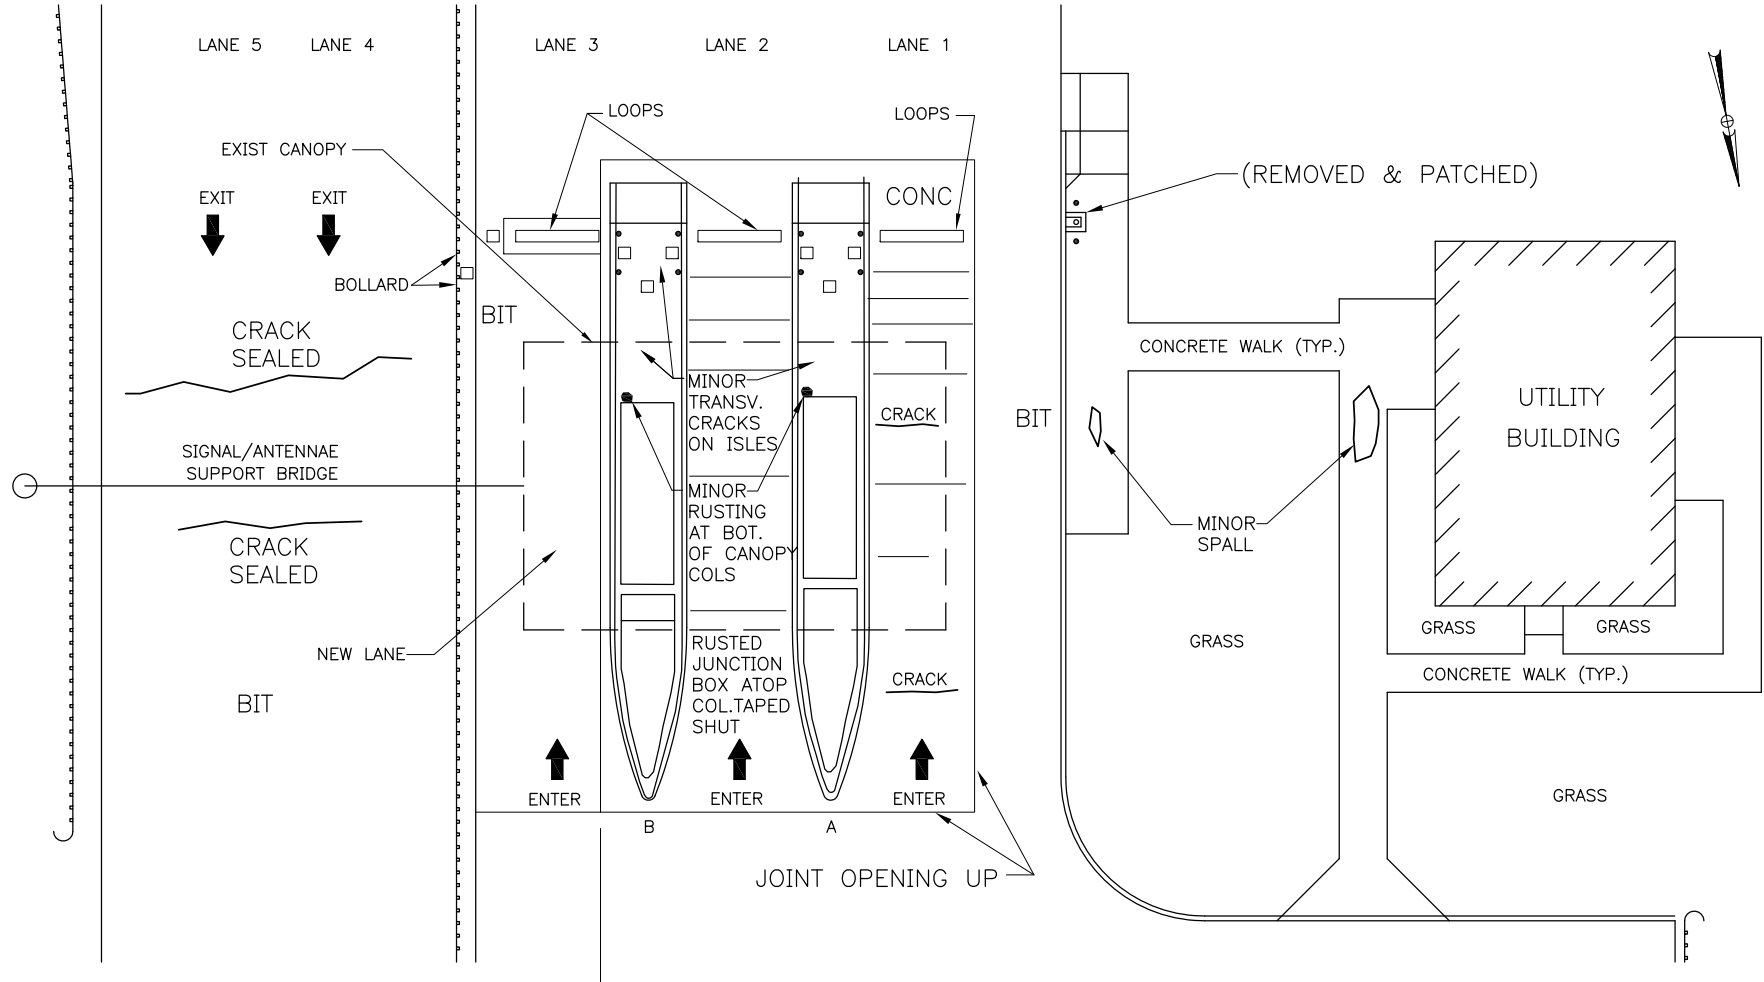 LANE 5
LANE 4
LANE 3
LANE 2
LANE 1
LOOPS
LOOPS
EXIST CANOPY
(REMOVED & PATCHED)
EXIT
EXIT
CONC
BOLLARD
BIT
CRACK
SEALED
CONCRETE WALK (TYP.)
MINOR
TRANSV.
CRACKS
ON ISLES
CRACK
BIT
UTILITY
BUILDING
SIGNAL/ANTENNAE
SUPPORT BRIDGE
MINOR
RUSTING
AT BOT.
OF CANOPY
COLS
MINOR
SPALL
CRACK
SEALED
NEW LANE
RUSTED
JUNCTION
BOX ATOP
COL.TAPED
SHUT
GRASS
GRASS
GRASS
CONCRETE WALK (TYP.)
CRACK
BIT
ENTER
ENTER
ENTER
GRASS
B
A
JOINT OPENING UP